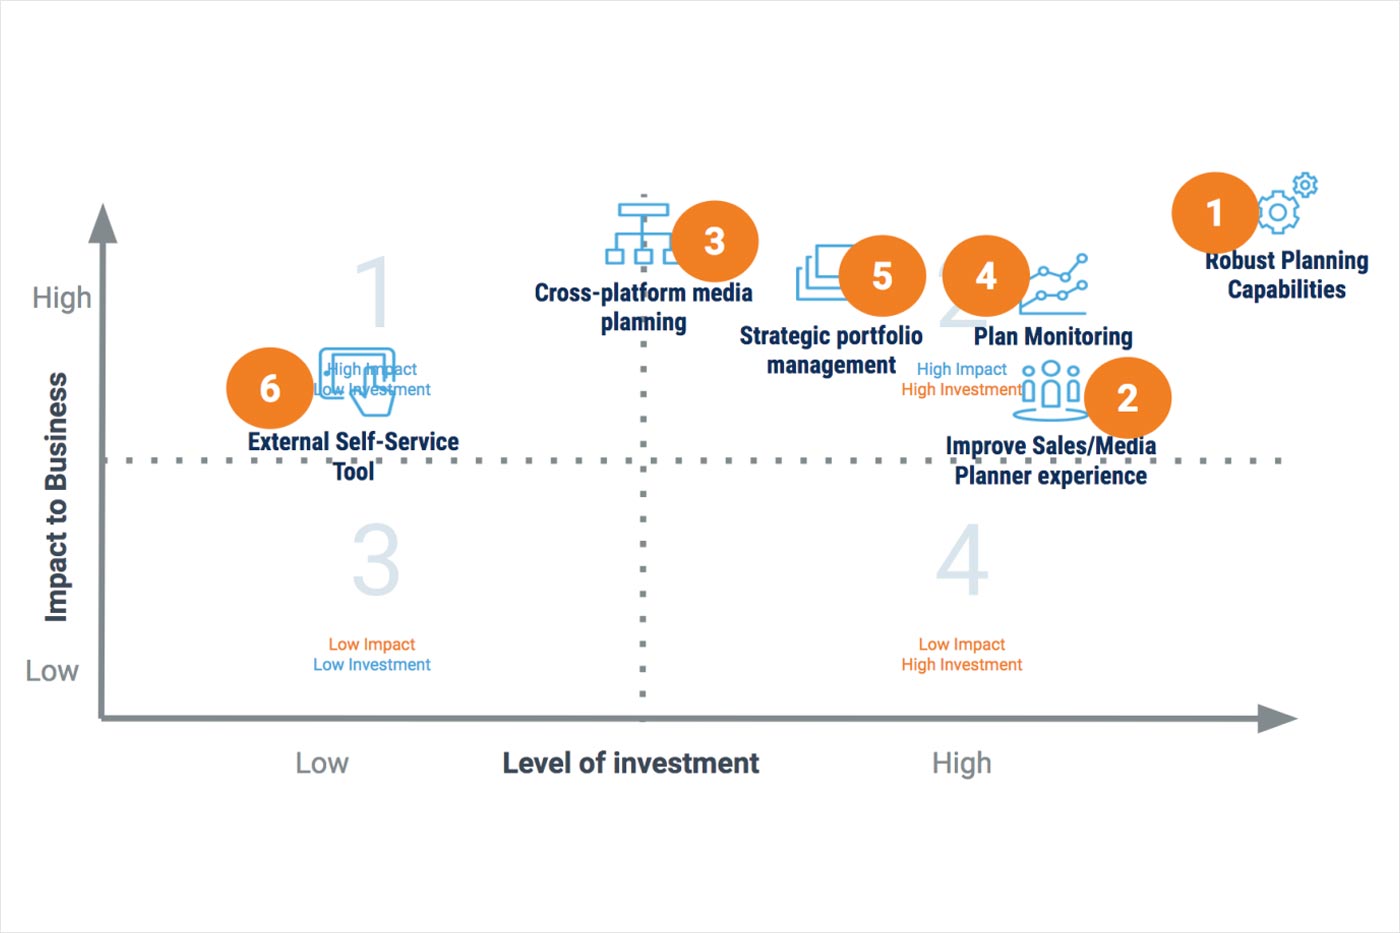 1
3
Robust Planning
Capabilities
High
1
Cross-platform media
planning
5
2
4
Strategic portfolio
management
Plan Monitoring
6
High Impact
Low Investment
High Impact
High Investment
2
External Self-Service
Tool
Improve Sales/Media
Planner experience
Impact to Business
3
4
Low Impact
Low Investment
Low Impact
High Investment
Low
Low
Level of investment
High